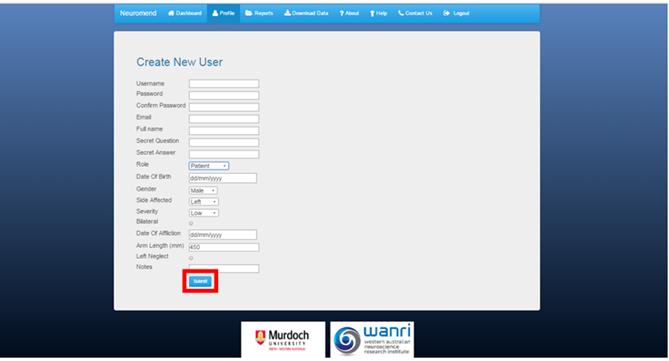 Neuromend Dashboard Profile Reports Download Data ? About Help Contact Us Logout
Create New User
Username
Password
Confirm Password
Email
Full name
Secret Question
Secret Answer
Role Patient
Date Of Birth dd/mm/yyyy
Gender Male
Side Affected Left
Severity Low
Bilateral
Date Of Affliction dd/mm/yyyy
Arm Length (mm) 450
Left Neglect
Notes
Submit
Murdoch
UNIVERSITY
PERTH, WESTERN AUSTRALIA
wanri
western australian
neuroscience
research institute